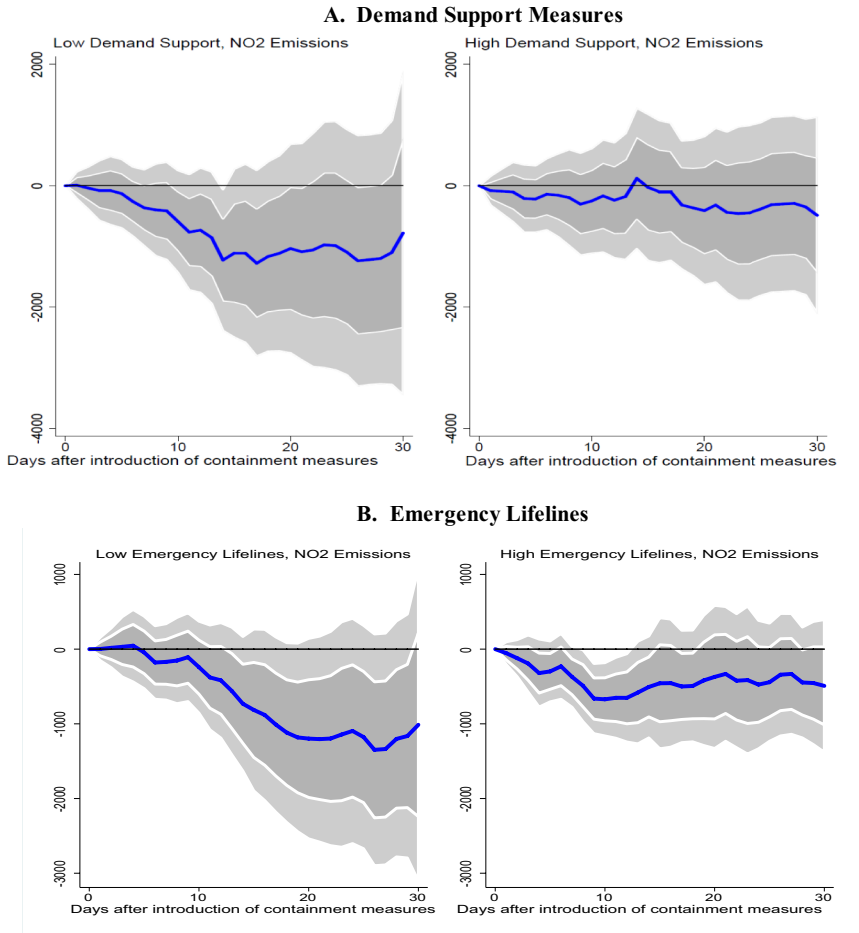 A. Demand Support Measures
Low Demand Support, NO2 Emissions
High Demand Support, NO2 Emissions
2000
0
-2000
-4000
0 10 20 30
Days after introduction of containment measures
2000
0
-2000
-4000
0 10 20 30
Days after introduction of containment measures
B. Emergency Lifelines
Low Emergency Lifelines, NO2 Emissions
High Emergency Lifelines, NO2 Emissions
1000
0
-1000
-2000
-3000
0 10 20 30
Days after introduction of containment measures
1000
0
-1000
-2000
-3000
0 10 20 30
Days after introduction of containment measures